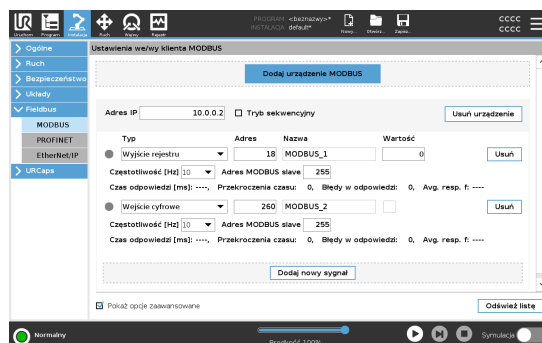 PROGRAM <beznazwy>*
INSTALACJA default*
Uruchom Program Instalacja Ruch We/wy Rejestr Nowy... Otwórz... Zapisz...
CCCC
CCCC
Ogólne
Ruch
Bezpieczeństwo
Układy
Fieldbus
MODBUS
PROFINET
EtherNet/IP
URCaps
Ustawienia we/wy klienta MODBUS
Dodaj urządzenie MODBUS
Adres IP 10.0.0.2 Tryb sekwencyjny Usuń urządzenie
Typ Adres Nazwa Wartość
Wyjście rejestru 18 MODBUS_1 0 Usuń
Częstotliwość [Hz] 10 Adres MODBUS slave 255
Czas odpowiedzi [ms]: ----, Przekroczenia czasu: 0, Błędy w odpowiedzi: 0, Avg. resp. f: ----
Wejście cyfrowe 260 MODBUS_2 Usuń
Częstotliwość [Hz] 10 Adres MODBUS slave 255
Czas odpowiedzi [ms]: ----, Przekroczenia czasu: 0, Błędy w odpowiedzi: 0, Avg. resp. f: ----
Dodaj nowy sygnał
Pokaż opcje zaawansowane Odśwież listę
Normalny Prędkość 100% Symulacja